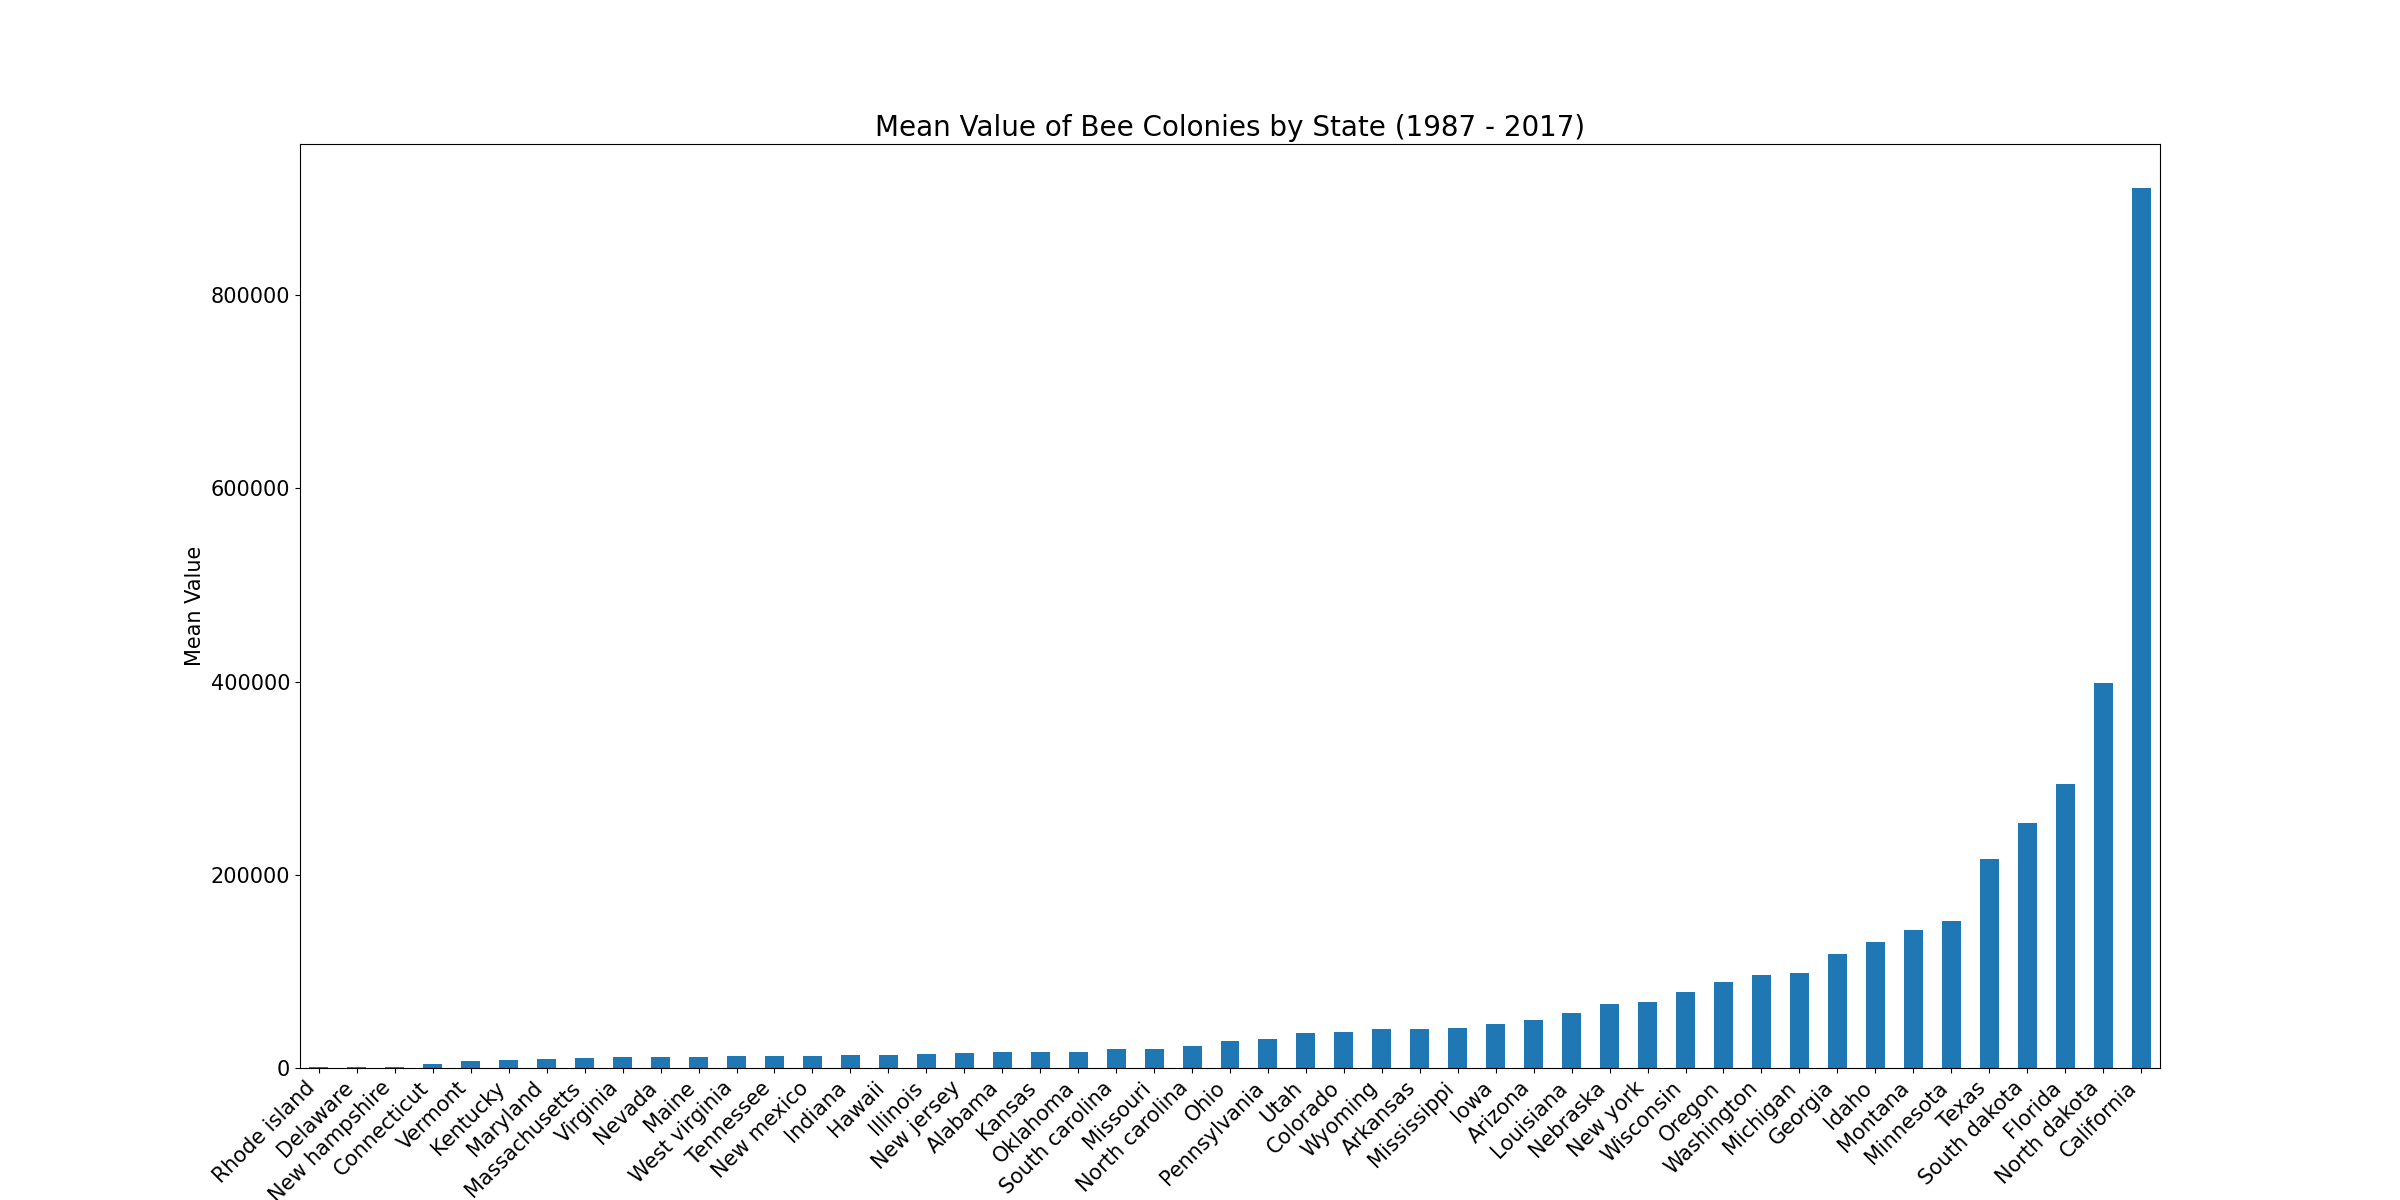 Mean Value of Bee Colonies by State (1987 - 2017)
Mean Value
800000
600000
400000
200000
0
Rhode island
Delaware
New hampshire
Connecticut
Vermont
Kentucky
Maryland
Massachusetts
Virginia
Nevada
Maine
West virginia
Tennessee
New mexico
Indiana
Hawaii
Illinois
New jersey
Alabama
Kansas
Oklahoma
South carolina
Missouri
North carolina
Ohio
Pennsylvania
Utah
Colorado
Wyoming
Arkansas
Mississippi
Iowa
Arizona
Louisiana
Nebraska
New york
Wisconsin
Oregon
Washington
Michigan
Georgia
Idaho
Montana
Minnesota
Texas
South dakota
Florida
North dakota
California